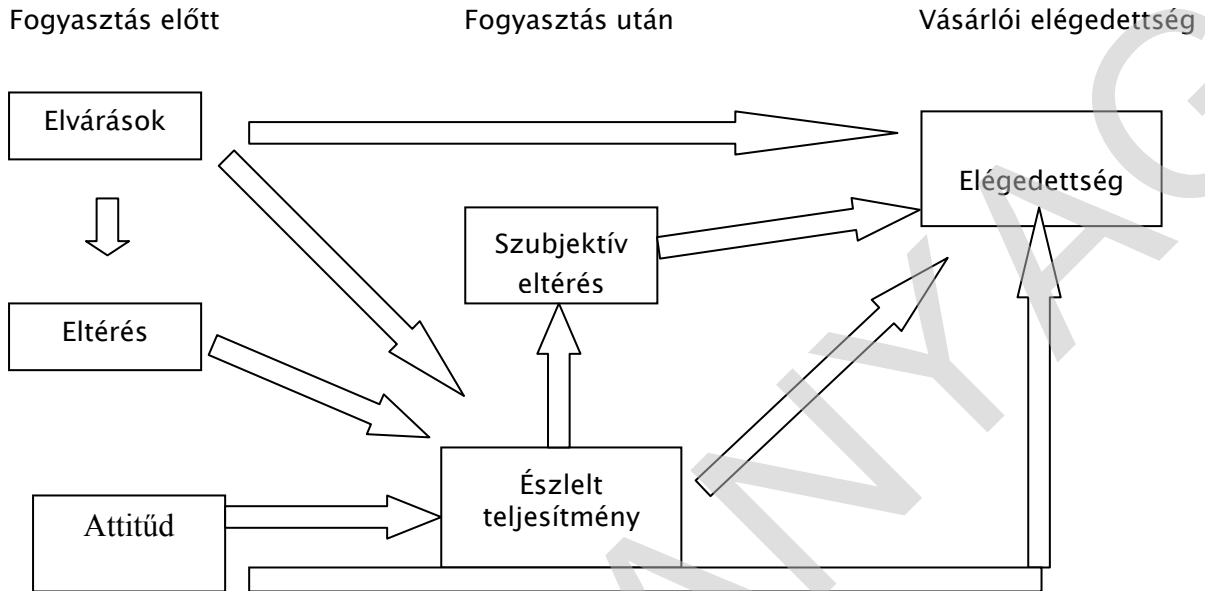 Fogyasztás előtt
Fogyasztás után
Vásárlói elégedettség
Elvárások
Elégedettség
Szubjektív
eltérés
Eltérés
Észlelt
teljesítmény
Attitűd